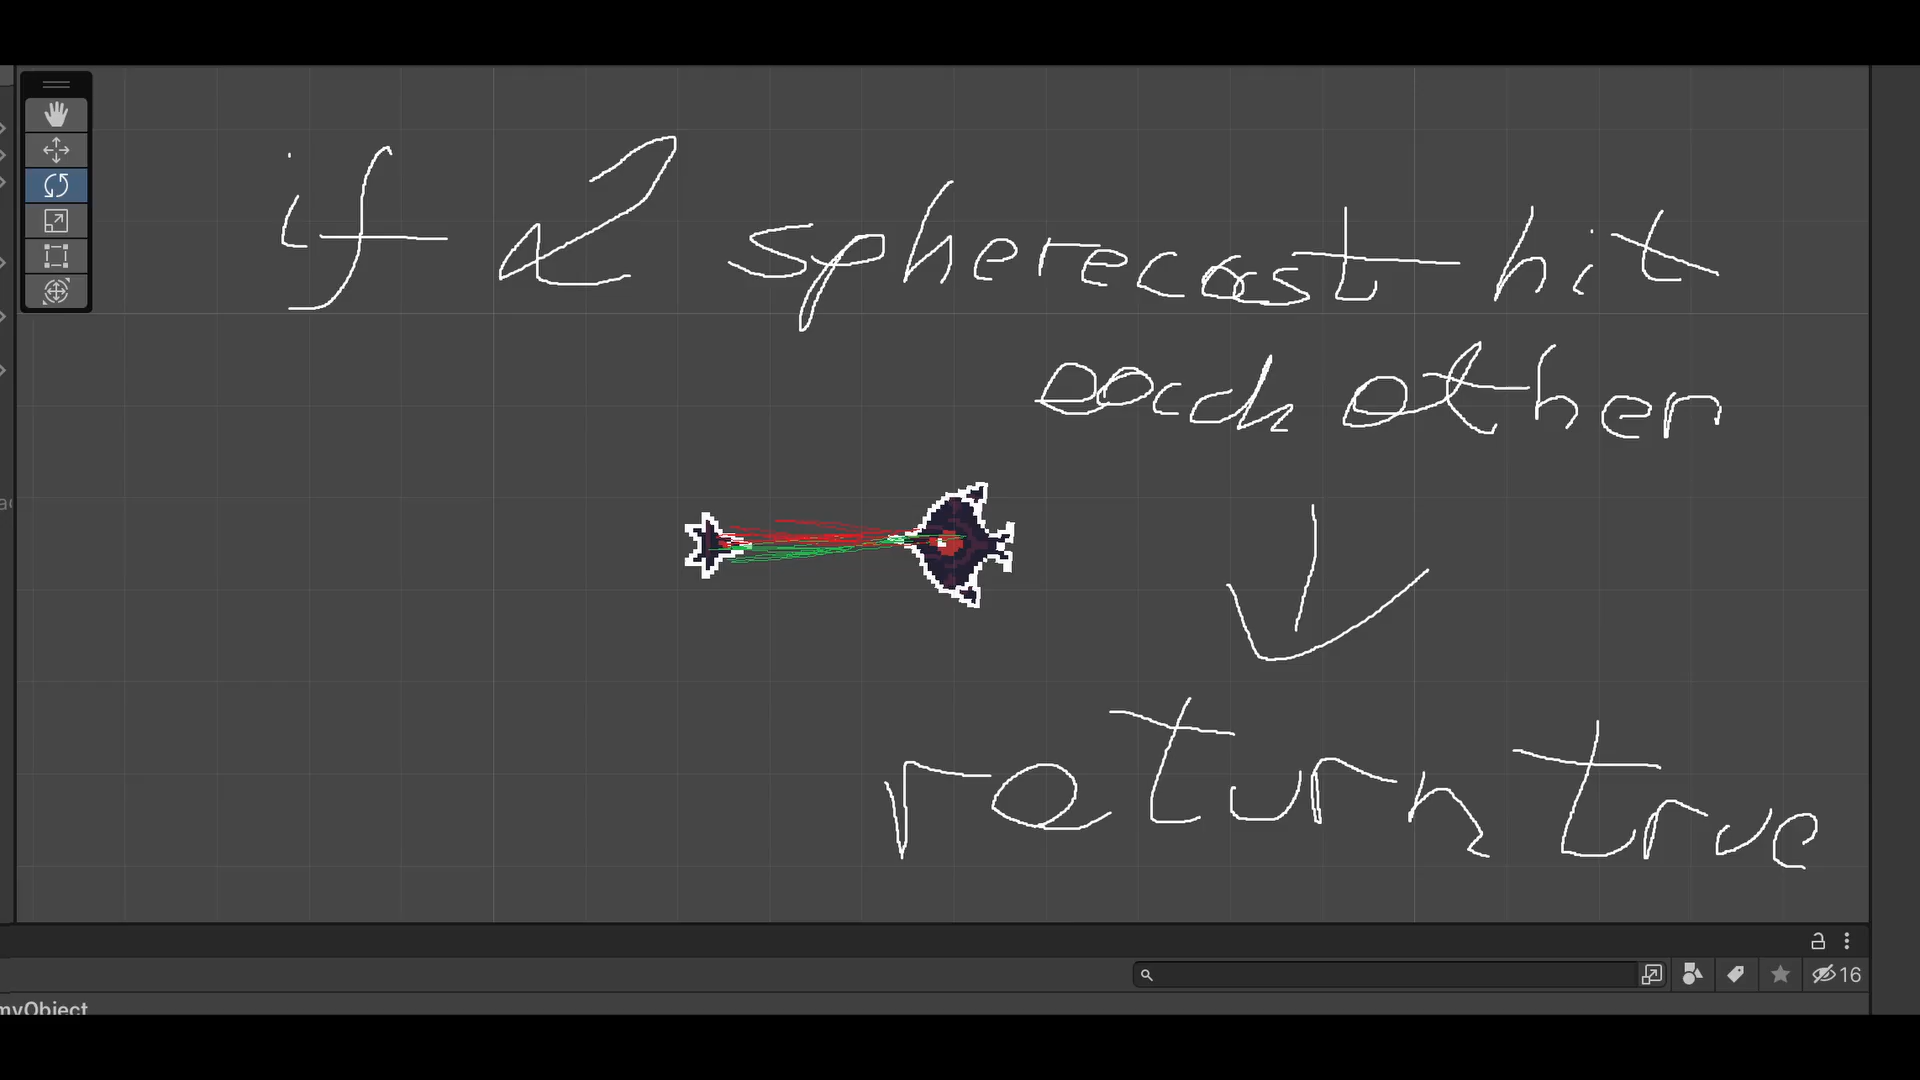 if 2 spherecast hit
each other
return true
16
myObject